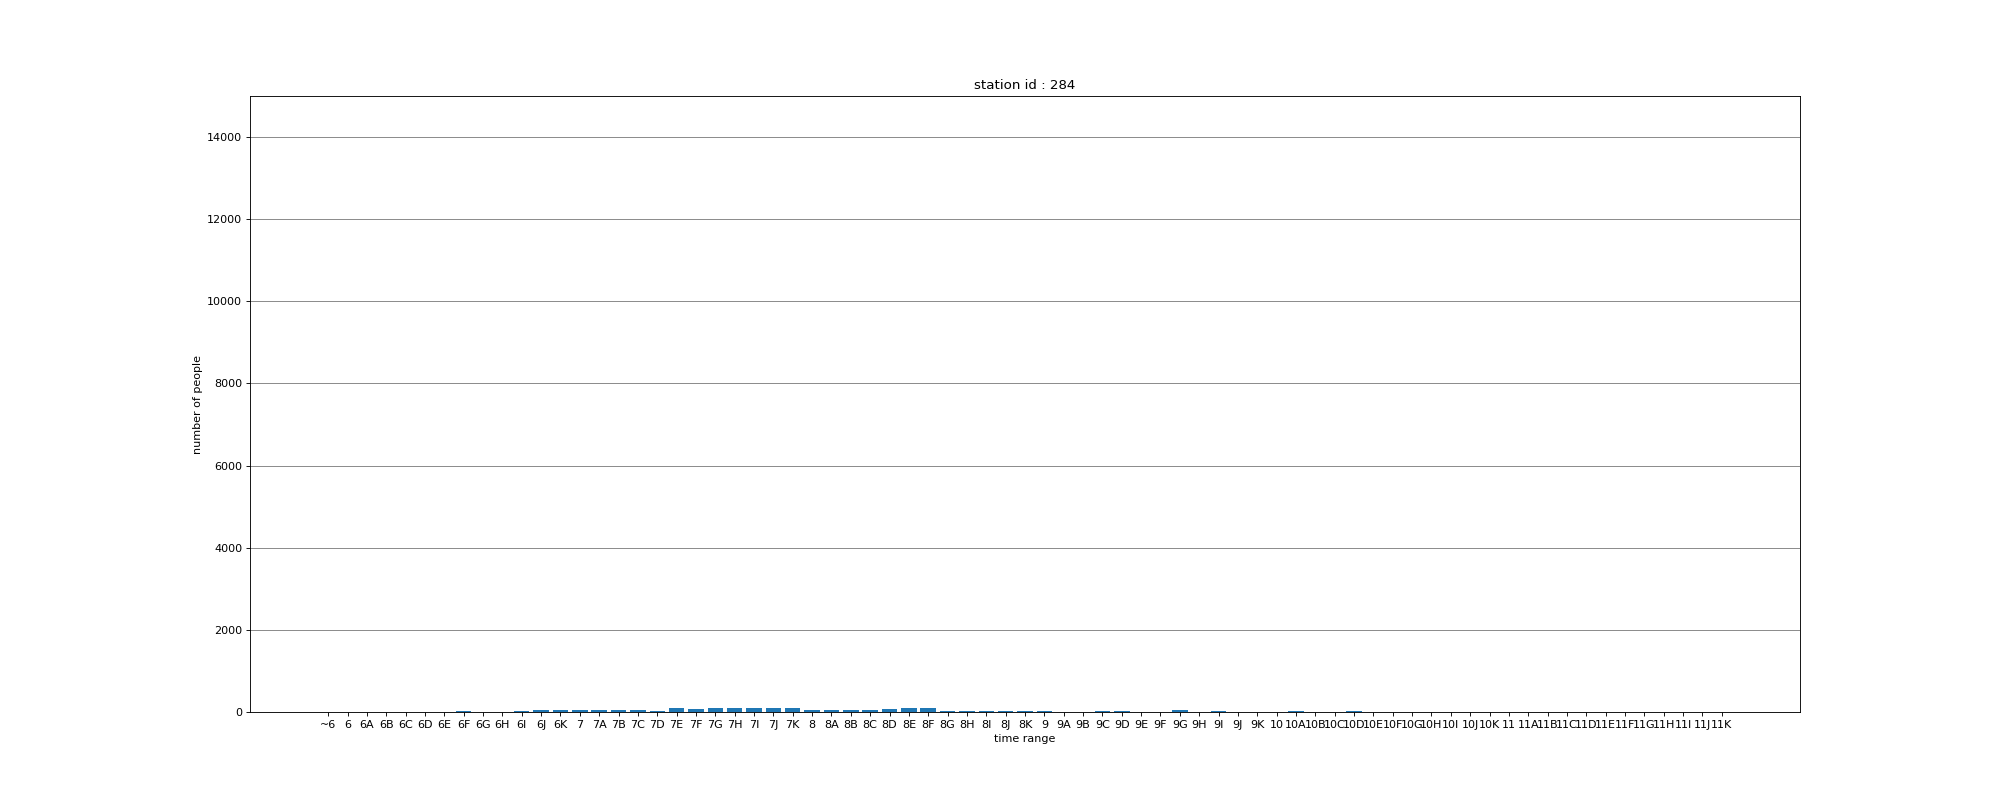 station id : 284
14000
12000
10000
8000
6000
4000
2000
0
number of people
~6 6 6A 6B 6C 6D 6E 6F 6G 6H 6I 6J 6K 7 7A 7B 7C 7D 7E 7F 7G 7H 7I 7J 7K 8 8A 8B 8C 8D 8E 8F 8G 8H 8I 8J 8K 9 9A 9B 9C 9D 9E 9F 9G 9H 9I 9J 9K 10 10A 10B 10C 10D 10E 10F 10G 10H 10I 10J 10K 11 11A 11B 11C 11D 11E 11F 11G 11H 11I 11J 11K
time range